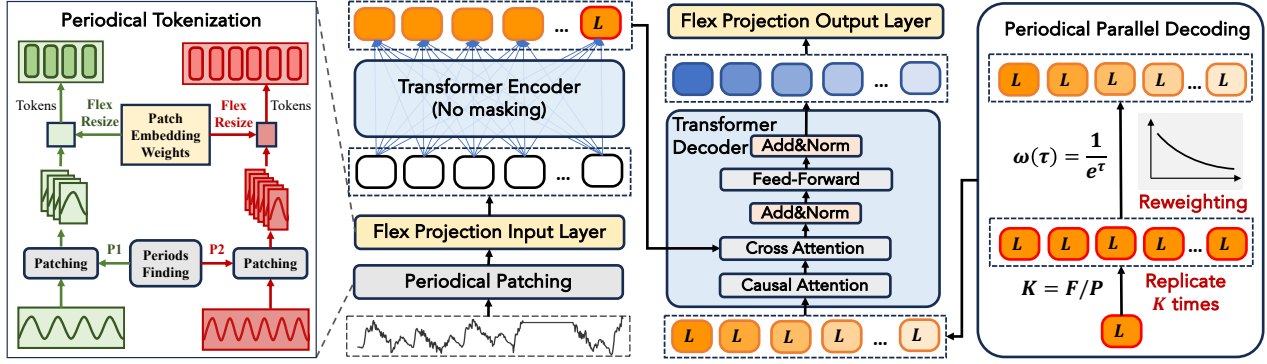 Periodical Tokenization
Tokens
Flex
Resize
Patch
Embedding
Weights
Flex
Resize
Tokens
Patching
P1
Periods
Finding
P2
Patching
... L
Transformer Encoder
(No masking)
...
Flex Projection Input Layer
Periodical Patching
Flex Projection Output Layer
...
Transformer
Decoder
Add&Norm
Feed-Forward
Add&Norm
Cross Attention
Causal Attention
L L L L ... L
Periodical Parallel Decoding
L L L L ... L
ω(τ) = 1/e^τ
Reweighting
L L L L L ... L
K = F/P
Replicate
K times
L